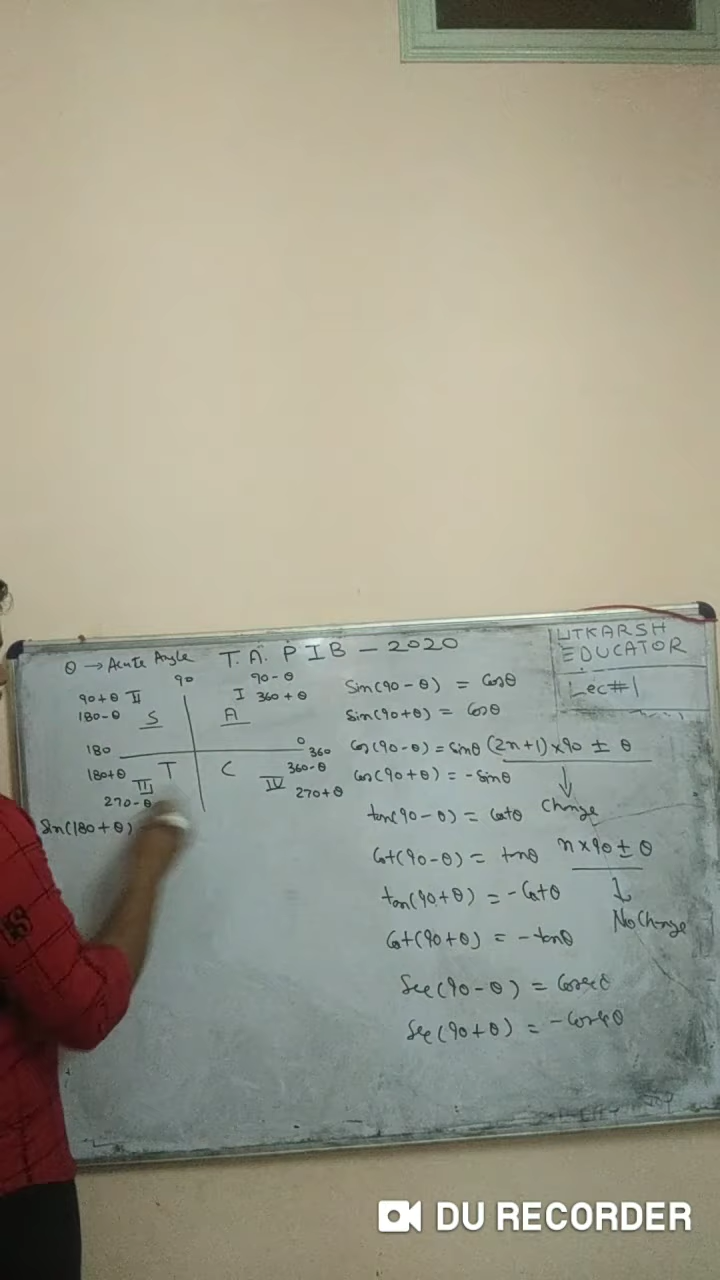 θ → Acute Angle T.A. PIB - 2020
90
90+θ II
180-θ S
90-θ
I 360+θ
A
180
0
360
180+θ T
III
270-θ
C 360-θ
IV 270+θ
Sin(180+θ)
Sin(90-θ) = Cosθ
Sin(90+θ) = Cosθ
Cos(90-θ) = Sinθ
Cos(90+θ) = -Sinθ
tan(90-θ) = Cotθ
Cot(90-θ) = tanθ
tan(90+θ) = -Cotθ
Cot(90+θ) = -tanθ
Sec(90-θ) = Cosecθ
Sec(90+θ) = -Cosecθ
UTKARSH
EDUCATOR
Lec#1
(2n+1)×90 ± θ
↓
Change
n×90 ± θ
↓
No Change
DU RECORDER